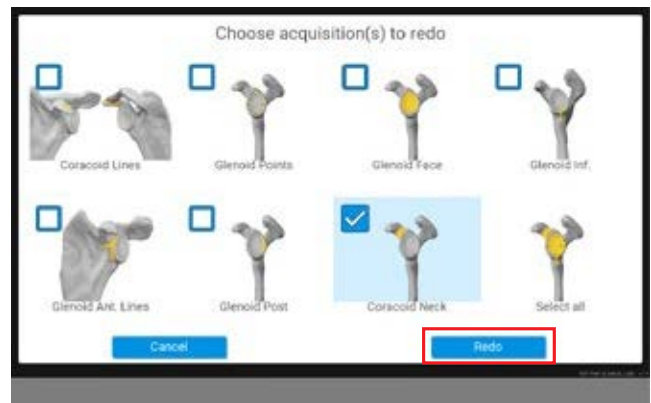 Choose acquisition(s) to redo
Coracoid Lines
Glenoid Points
Glenoid Face
Glenoid Inf.
Glenoid Ant. Lines
Glenoid Post
Coracoid Neck
Select all
Cancel
Redo